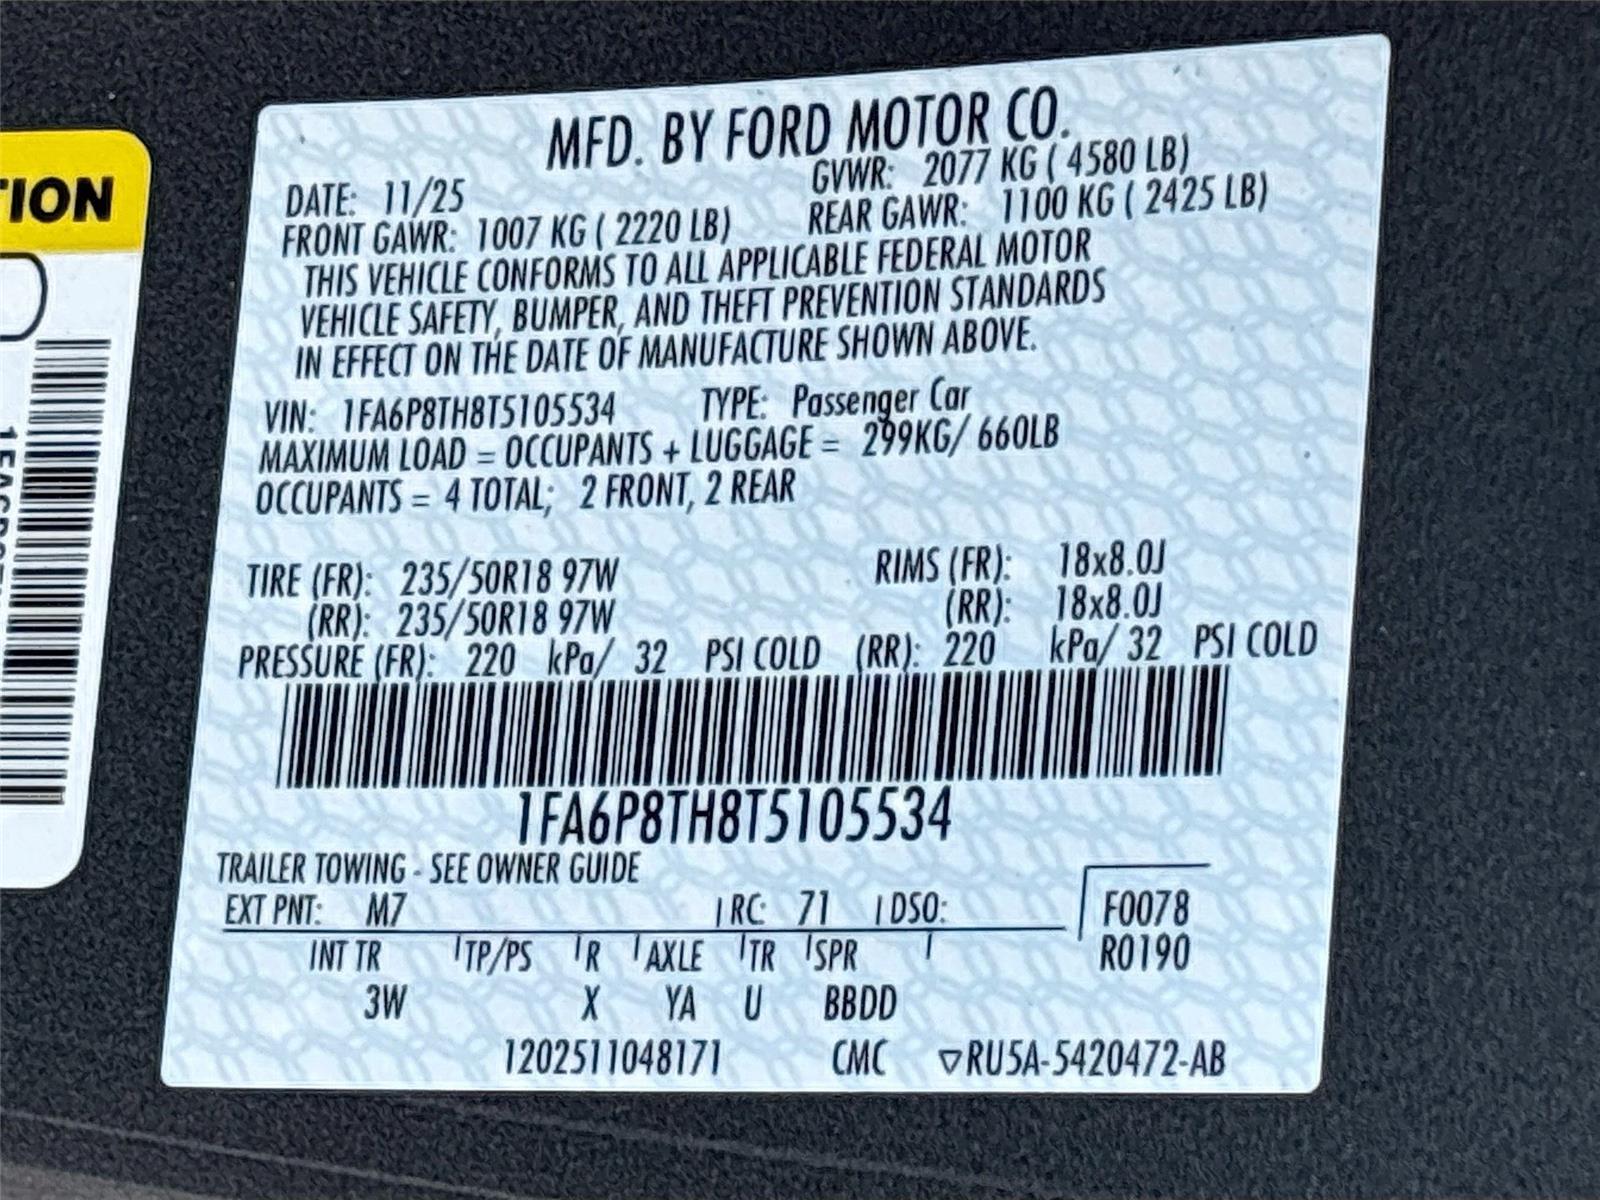 MFD. BY FORD MOTOR CO.
DATE: 11/25 GVWR: 2077 KG ( 4580 LB)
FRONT GAWR: 1007 KG ( 2220 LB) REAR GAWR: 1100 KG ( 2425 LB)
THIS VEHICLE CONFORMS TO ALL APPLICABLE FEDERAL MOTOR
VEHICLE SAFETY, BUMPER, AND THEFT PREVENTION STANDARDS
IN EFFECT ON THE DATE OF MANUFACTURE SHOWN ABOVE.
VIN: 1FA6P8TH8T5105534 TYPE: Passenger Car
MAXIMUM LOAD = OCCUPANTS + LUGGAGE = 299KG/ 660LB
OCCUPANTS = 4 TOTAL; 2 FRONT, 2 REAR
TIRE (FR): 235/50R18 97W RIMS (FR): 18x8.0J
(RR): 235/50R18 97W (RR): 18x8.0J
PRESSURE (FR): 220 kPa/ 32 PSI COLD (RR): 220 kPa/ 32 PSI COLD
1FA6P8TH8T5105534
TRAILER TOWING - SEE OWNER GUIDE
EXT PNT: M7 RC: 71 DSO: F0078
R0190
INT TR TP/PS R AXLE TR SPR
3W X YA U BBDD
1202511048171 CMC ▽RU5A-5420472-AB
TION